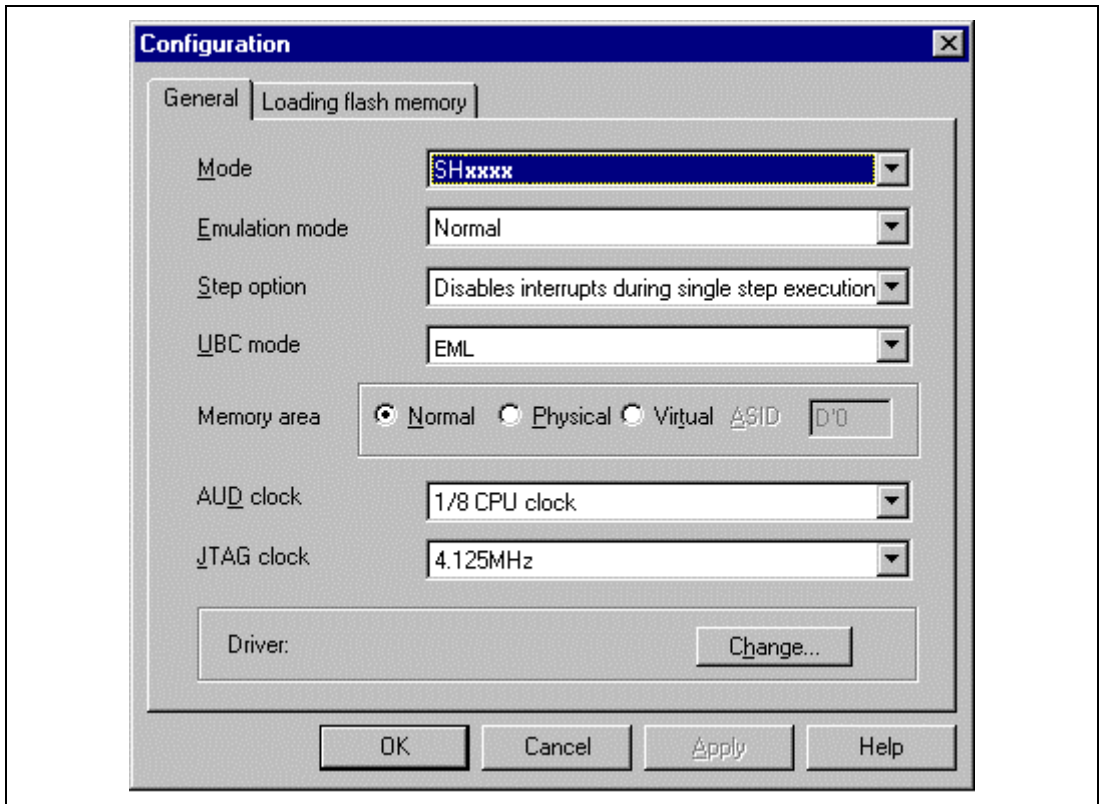 Configuration
General Loading flash memory
Mode SHxxxx
Emulation mode Normal
Step option Disables interrupts during single step execution
UBC mode EML
Memory area Normal Physical Virtual ASID D'0
AUD clock 1/8 CPU clock
JTAG clock 4.125MHz
Driver: Change...
OK Cancel Apply Help